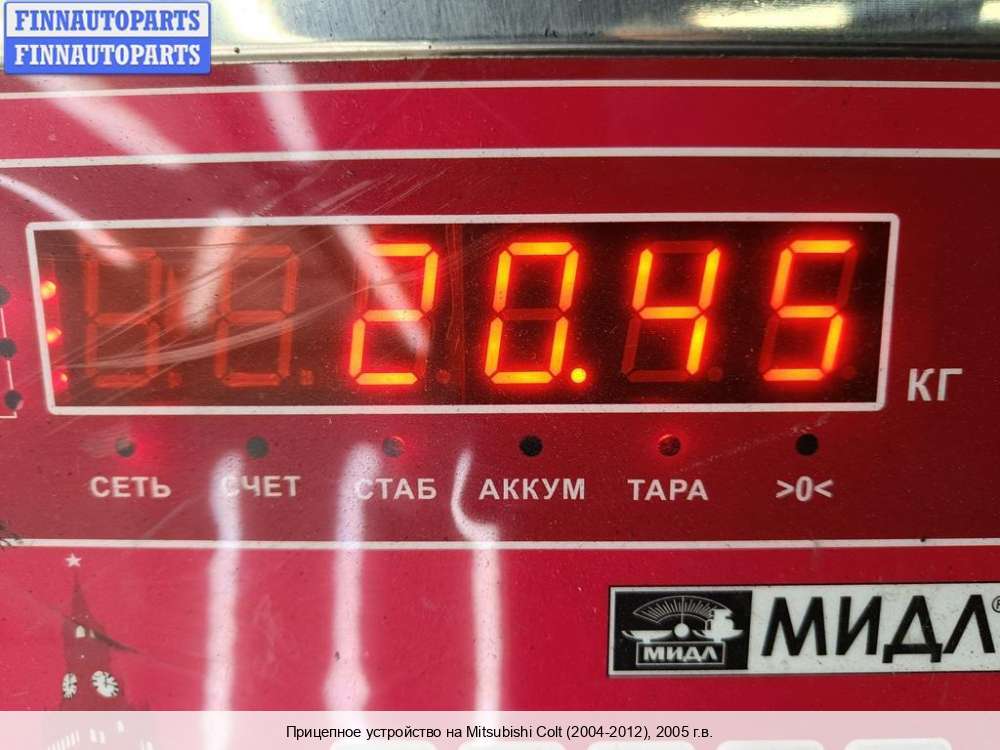 FINNAUTOPARTS
FINNAUTOPARTS
20.45
КГ
СЕТЬ СЧЕТ СТАБ АККУМ ТАРА >0<
МИДЛ
МИДЛ®
Прицепное устройство на Mitsubishi Colt (2004-2012), 2005 г.в.